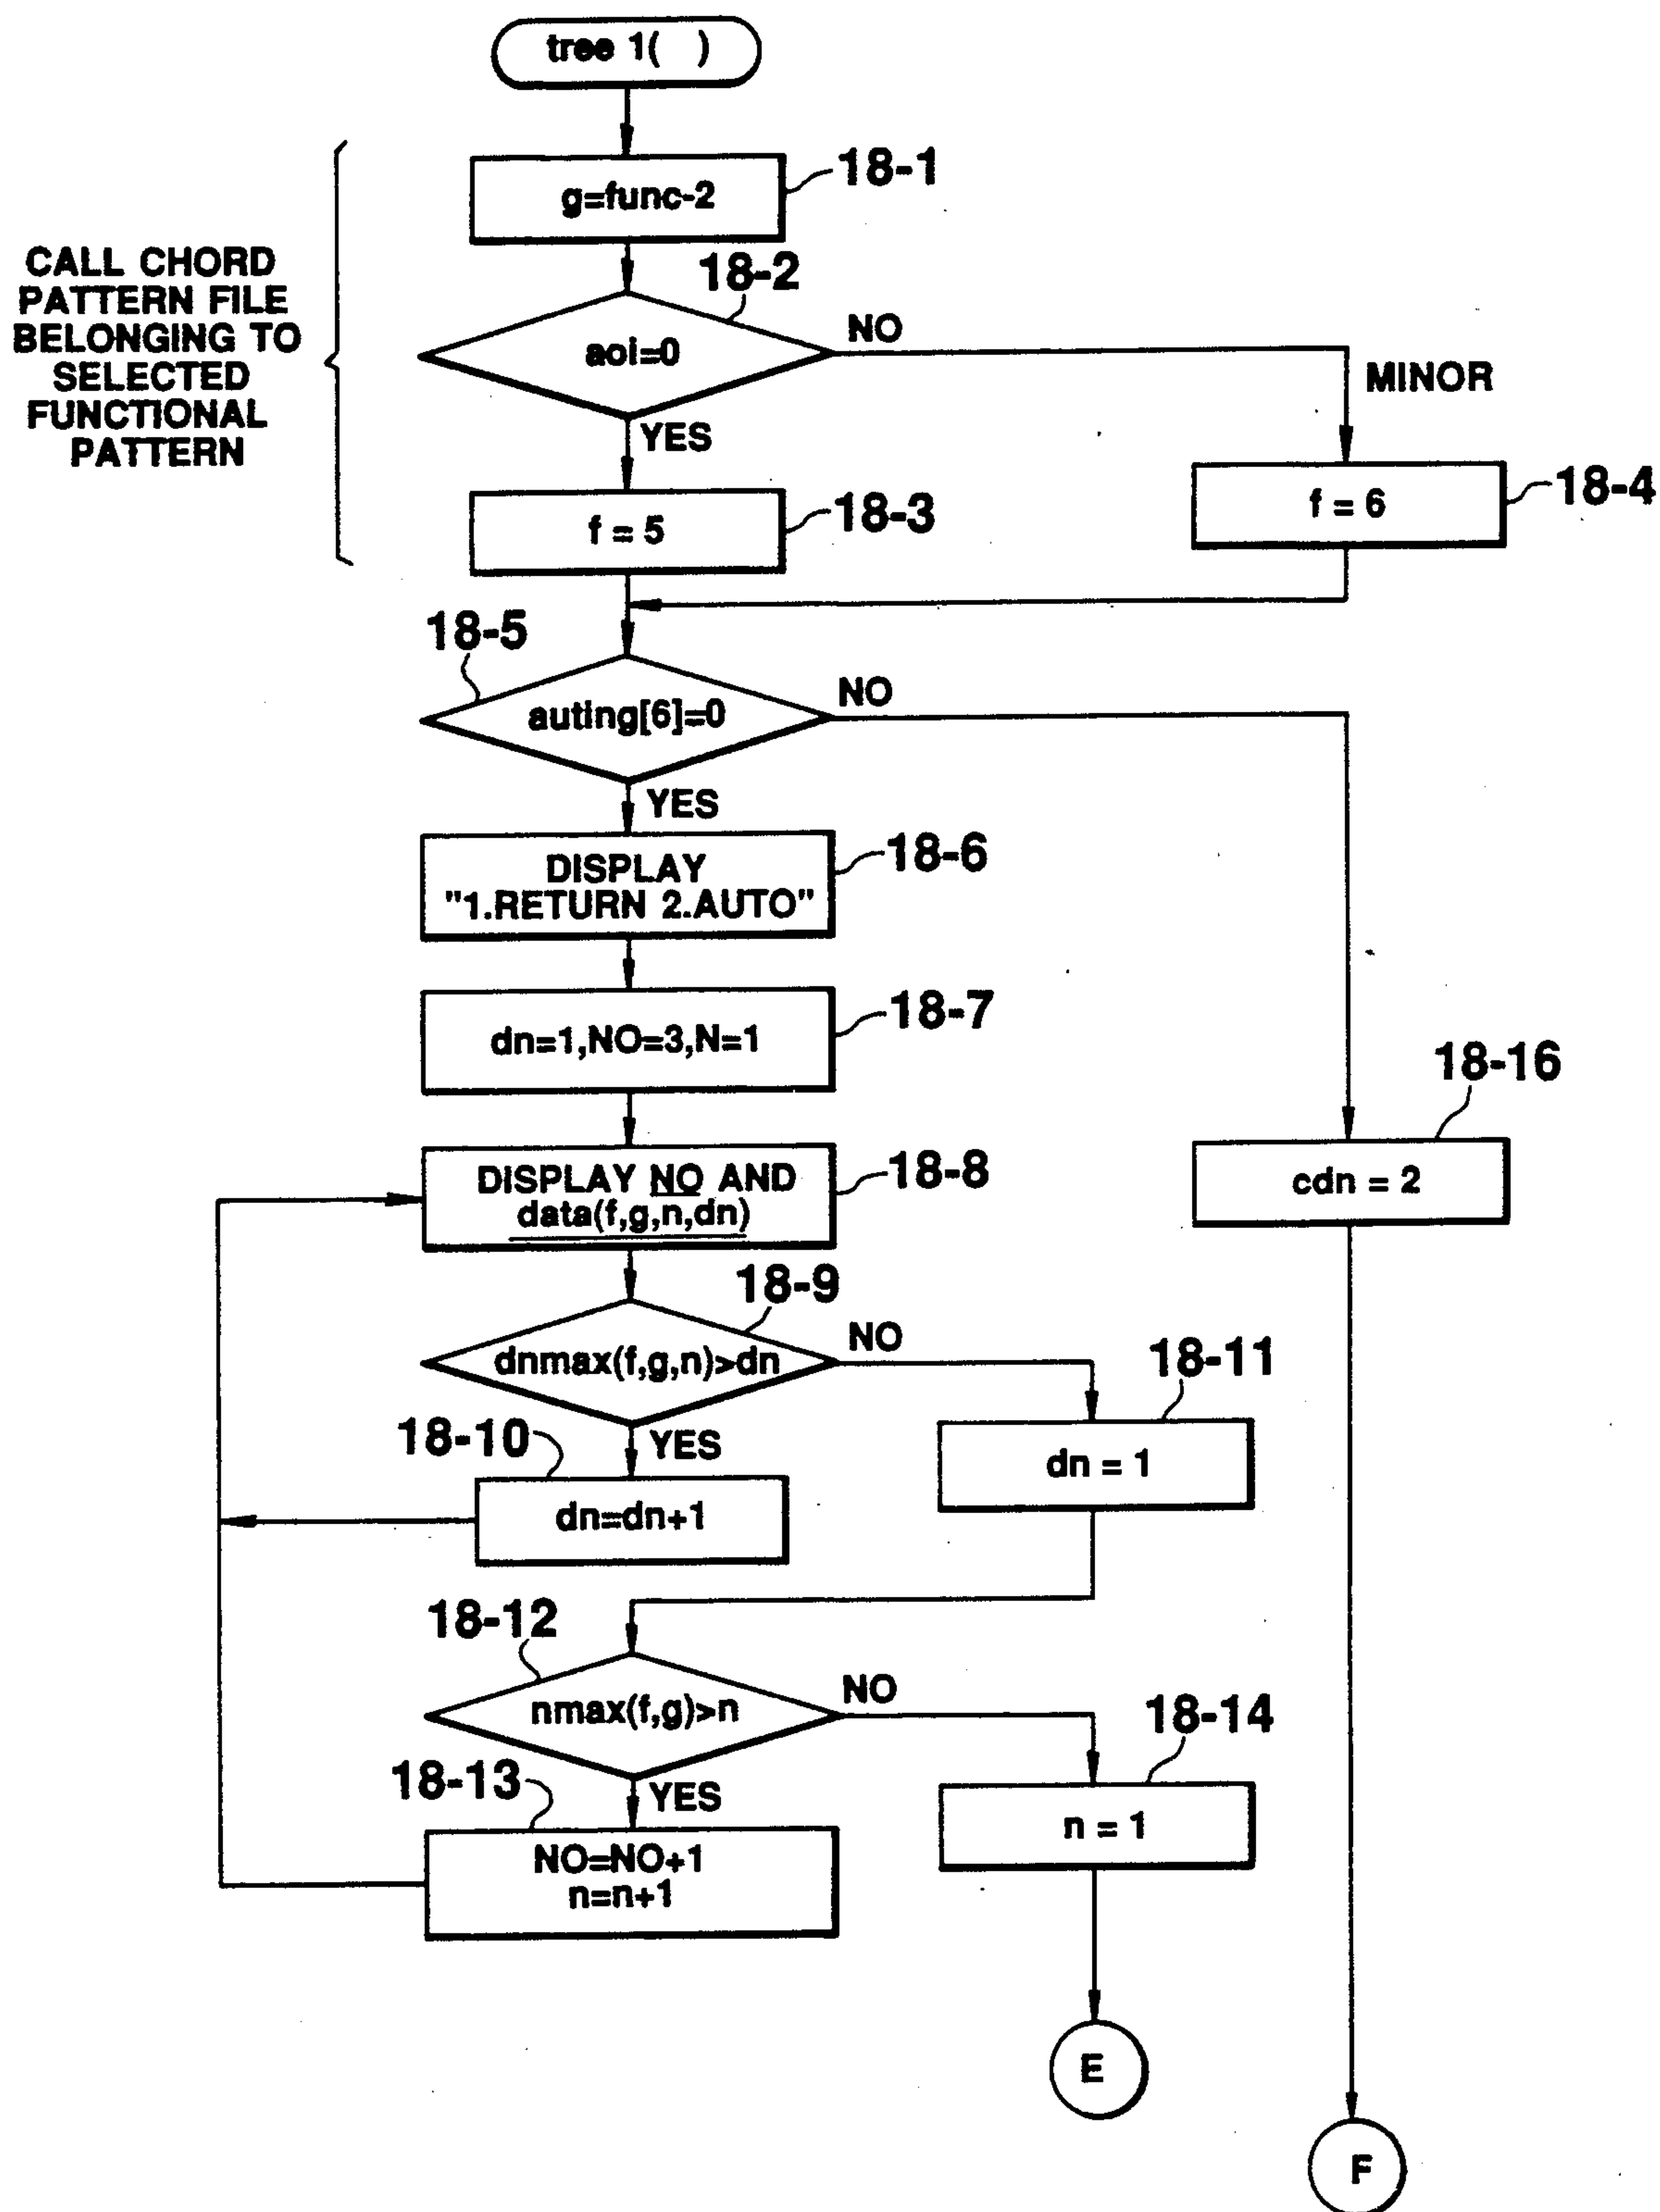 tree 1( )
g=func-2
18-1
CALL CHORD
PATTERN FILE
BELONGING TO
SELECTED
FUNCTIONAL
PATTERN
18-2
aoi=0
NO
MINOR
YES
f = 5
18-3
f = 6
18-4
18-5
auting[6]=0
NO
YES
DISPLAY
"1.RETURN 2.AUTO"
18-6
dn=1,NO=3,N=1
18-7
18-16
cdn = 2
DISPLAY NO AND
data(f,g,n,dn)
18-8
18-9
dnmax(f,g,n)>dn
NO
18-11
dn = 1
18-10
YES
dn=dn+1
18-12
nmax(f,g)>n
NO
18-14
n = 1
18-13
YES
NO=NO+1
n=n+1
E
F